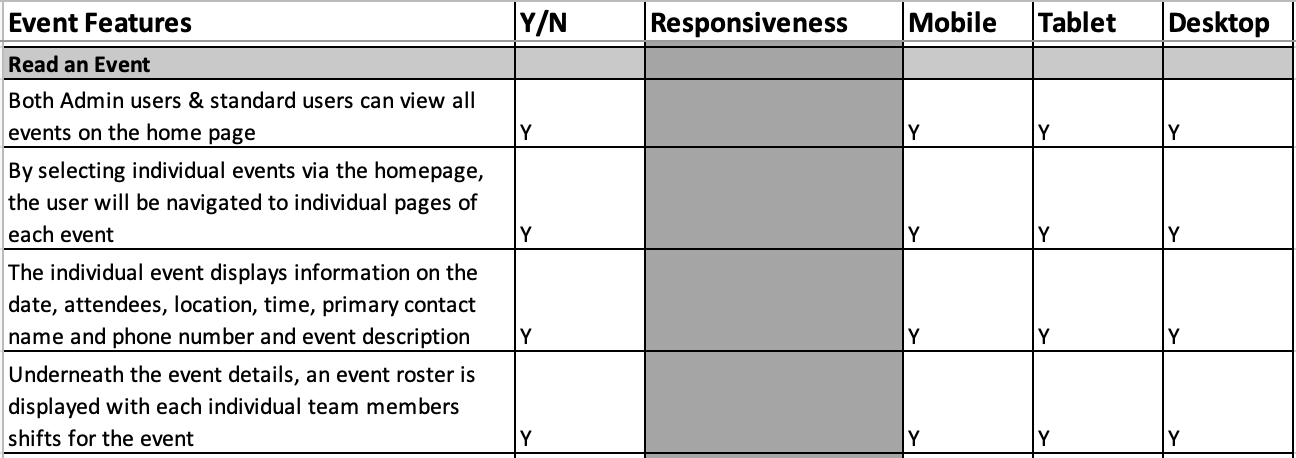 Event Features Y/N Responsiveness Mobile Tablet Desktop
Read an Event
Both Admin users & standard users can view all
events on the home page Y Y Y Y
By selecting individual events via the homepage,
the user will be navigated to individual pages of
each event Y Y Y Y
The individual event displays information on the
date, attendees, location, time, primary contact
name and phone number and event description Y Y Y Y
Underneath the event details, an event roster is
displayed with each individual team members
shifts for the event Y Y Y Y